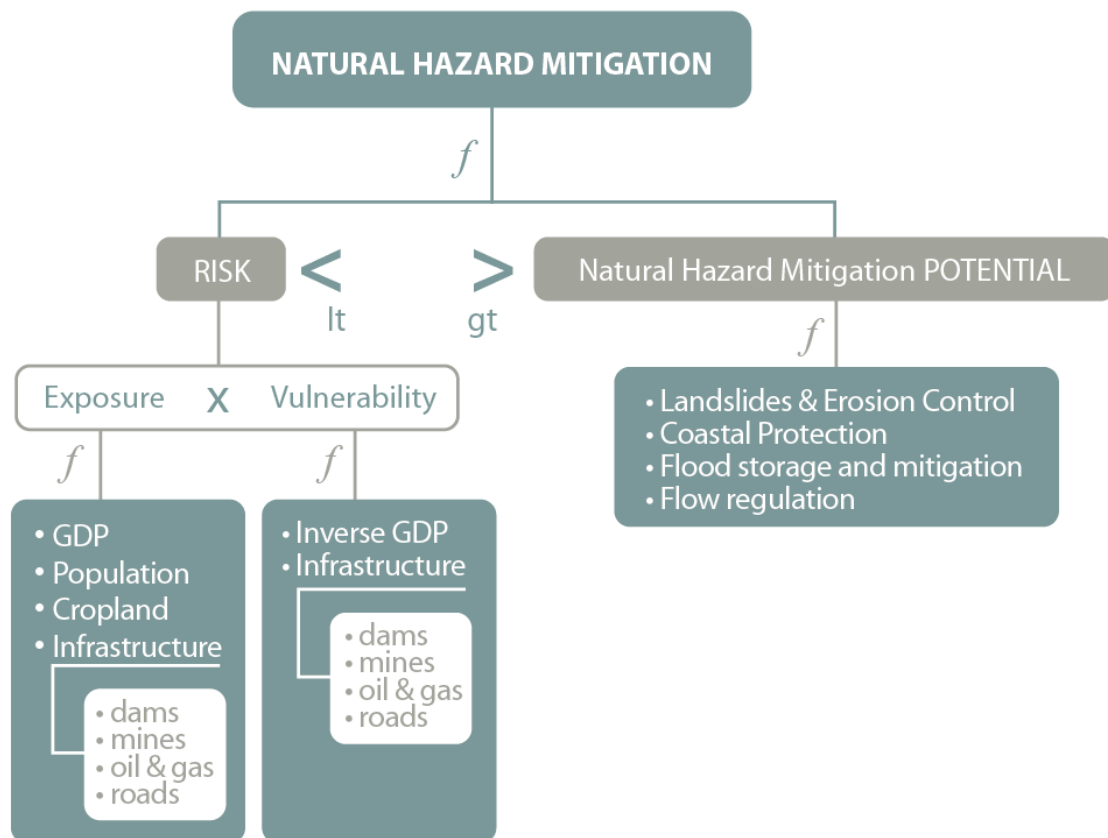 NATURAL HAZARD MITIGATION
f
RISK
<
>
Natural Hazard Mitigation POTENTIAL
lt
gt
f
Exposure x Vulnerability
f
f
• Landslides & Erosion Control
• Coastal Protection
• Flood storage and mitigation
• Flow regulation
• GDP
• Population
• Cropland
• Infrastructure
• dams
• mines
• oil & gas
• roads
• Inverse GDP
• Infrastructure
• dams
• mines
• oil & gas
• roads